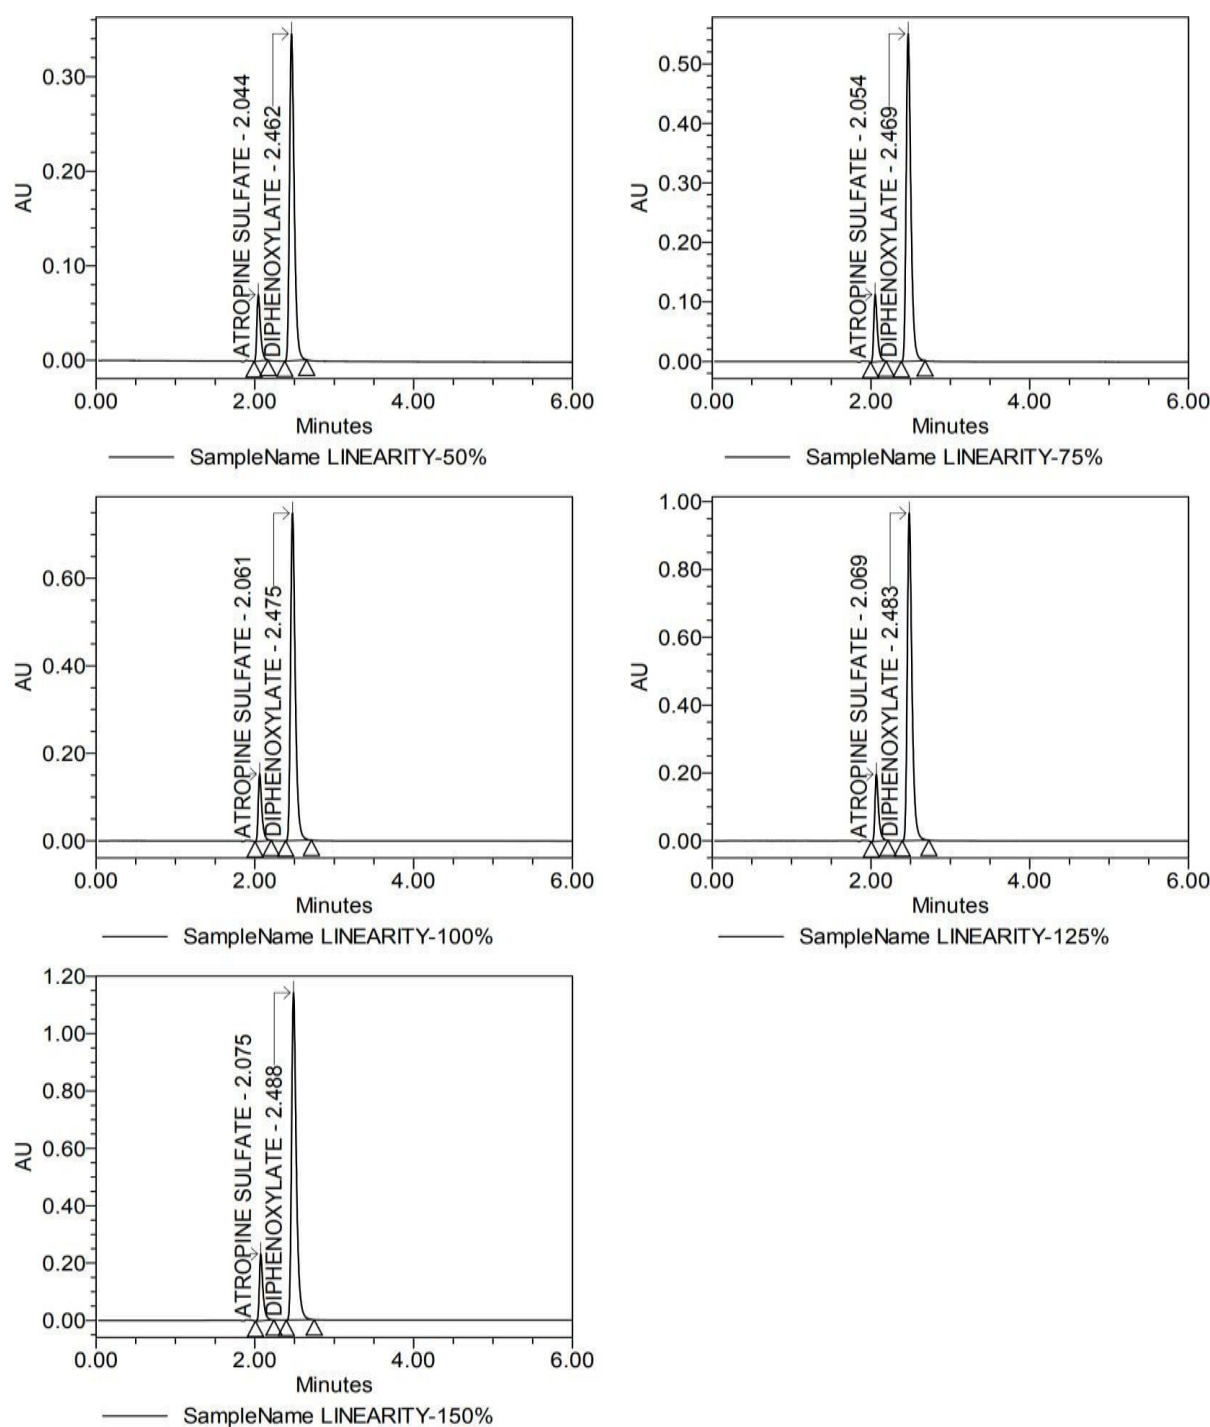 0.30
0.20
0.10
0.00
AU
ATROPINE SULFATE - 2.044
DIPHENOXYLATE - 2.462
0.00 2.00 4.00 6.00
Minutes
SampleName LINEARITY-50%
0.50
0.40
0.30
0.20
0.10
0.00
AU
ATROPINE SULFATE - 2.054
DIPHENOXYLATE - 2.469
0.00 2.00 4.00 6.00
Minutes
SampleName LINEARITY-75%
0.60
0.40
0.20
0.00
AU
ATROPINE SULFATE - 2.061
DIPHENOXYLATE - 2.475
0.00 2.00 4.00 6.00
Minutes
SampleName LINEARITY-100%
1.00
0.80
0.60
0.40
0.20
0.00
AU
ATROPINE SULFATE - 2.069
DIPHENOXYLATE - 2.483
0.00 2.00 4.00 6.00
Minutes
SampleName LINEARITY-125%
1.20
1.00
0.80
0.60
0.40
0.20
0.00
AU
ATROPINE SULFATE - 2.075
DIPHENOXYLATE - 2.488
0.00 2.00 4.00 6.00
Minutes
SampleName LINEARITY-150%